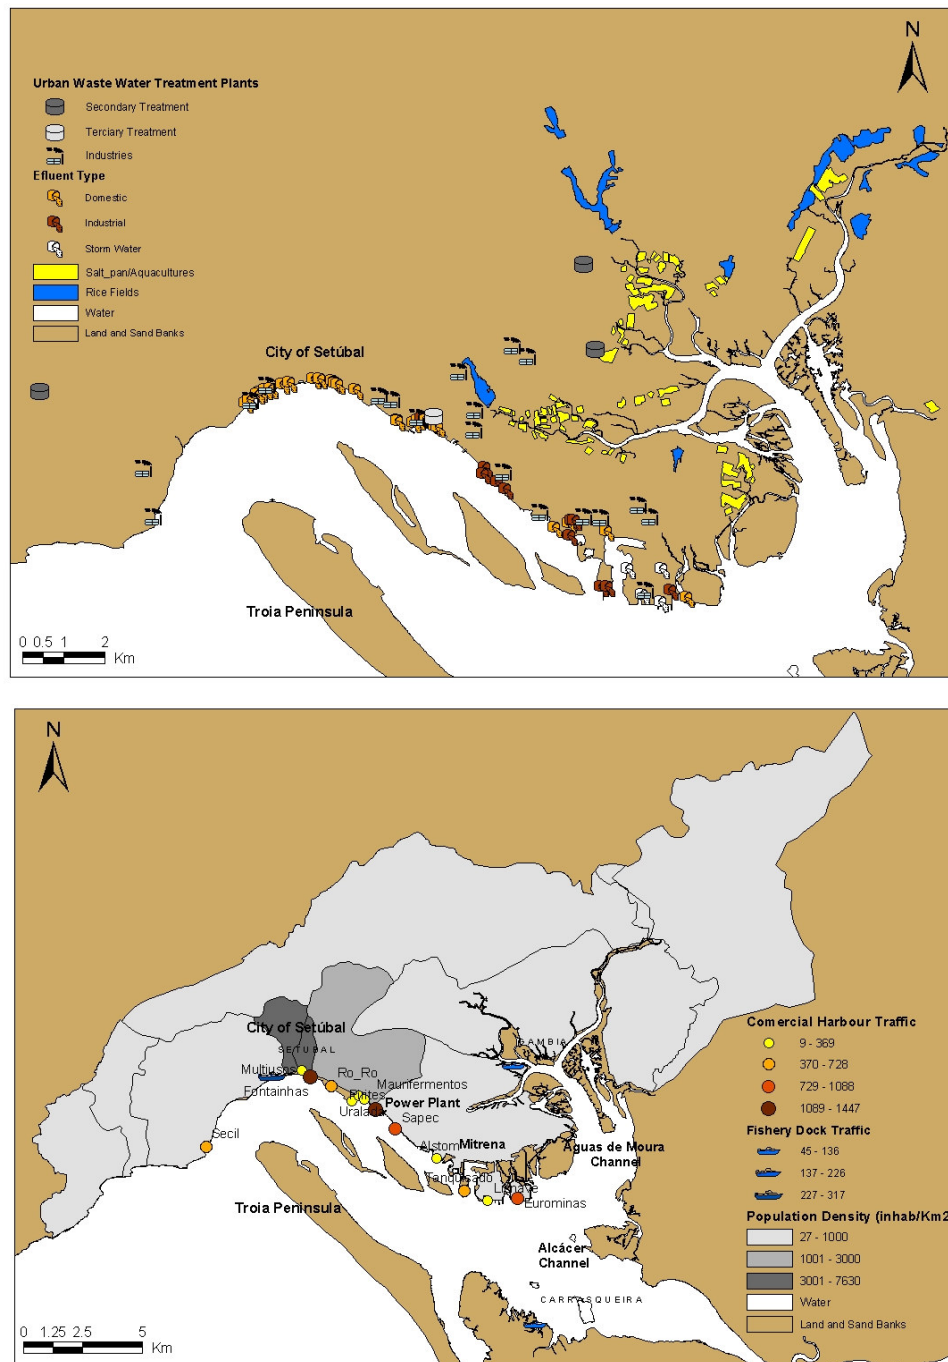 N
Urban Waste Water Treatment Plants
Secondary Treatment
Terciary Treatment
Industries
Efluent Type
Domestic
Industrial
Storm Water
Salt_pan/Aquacultures
Rice Fields
Water
Land and Sand Banks
City of Setúbal
Troia Peninsula
0 0.5 1 2
Km
N
City of Setúbal
SETUBAL
GAMBIA
Multiusos
Ro_Ro
Fontainhas
Maunfermentos
Uralada
Power Plant
Sapec
Secil
Alstom
Mitrena
Águas de Moura
Channel
Tanquisado
Lisnave
Eurominas
Troia Peninsula
Alcácer
Channel
CARRASQUEIRA
0 1.25 2.5 5
Km
Comercial Harbour Traffic
9 - 369
370 - 728
729 - 1088
1089 - 1447
Fishery Dock Traffic
45 - 136
137 - 226
227 - 317
Population Density (inhab/Km2
27 - 1000
1001 - 3000
3001 - 7630
Water
Land and Sand Banks